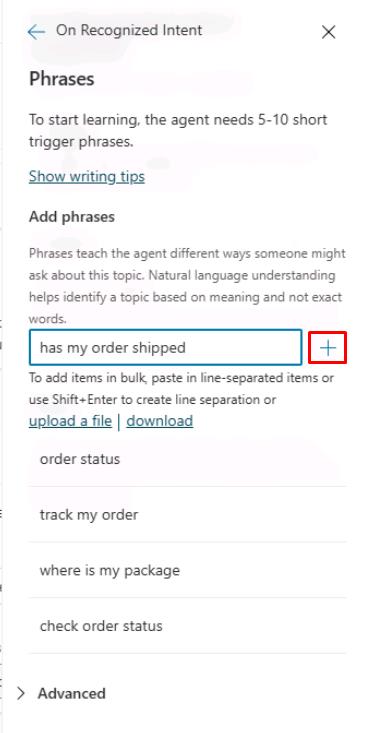 On Recognized Intent
Phrases
To start learning, the agent needs 5-10 short
trigger phrases.
Show writing tips
Add phrases
Phrases teach the agent different ways someone might
ask about this topic. Natural language understanding
helps identify a topic based on meaning and not exact
words.
has my order shipped
To add items in bulk, paste in line-separated items or
use Shift+Enter to create line separation or
upload a file | download
order status
track my order
where is my package
check order status
Advanced